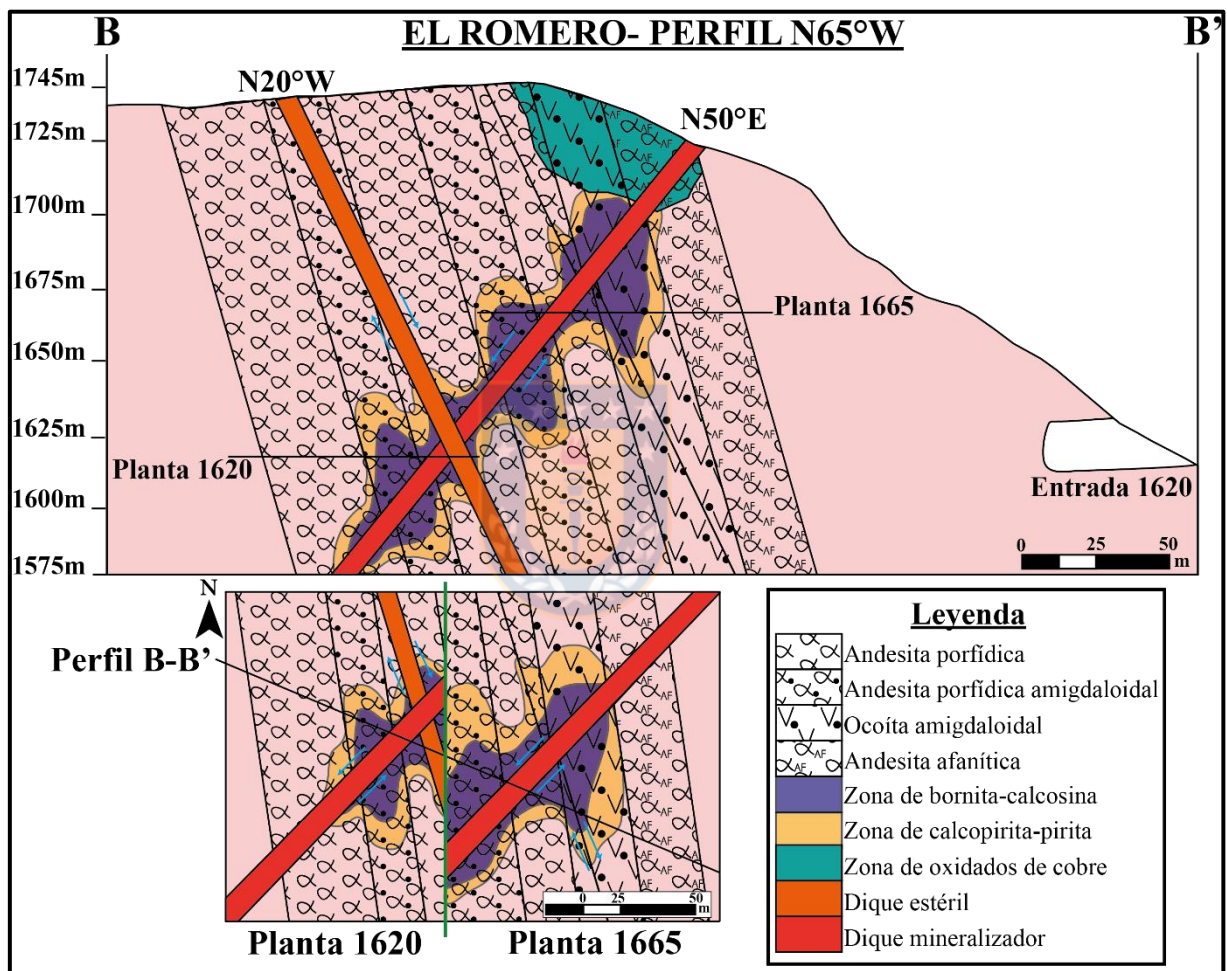 B
EL ROMERO- PERFIL N65°W
B’
1745m
1725m
1700m
1675m
1650m
1625m
1600m
1575m
N20°W
N50°E
Planta 1665
Planta 1620
Entrada 1620
0 25 50
m
N
Perfil B-B’
0 25 50
m
Planta 1620
Planta 1665
Leyenda
Andesita porfídica
Andesita porfídica amigdaloidal
Ocoíta amigdaloidal
AF
Andesita afanítica
Zona de bornita-calcosina
Zona de calcopirita-pirita
Zona de oxidados de cobre
Dique estéril
Dique mineralizador